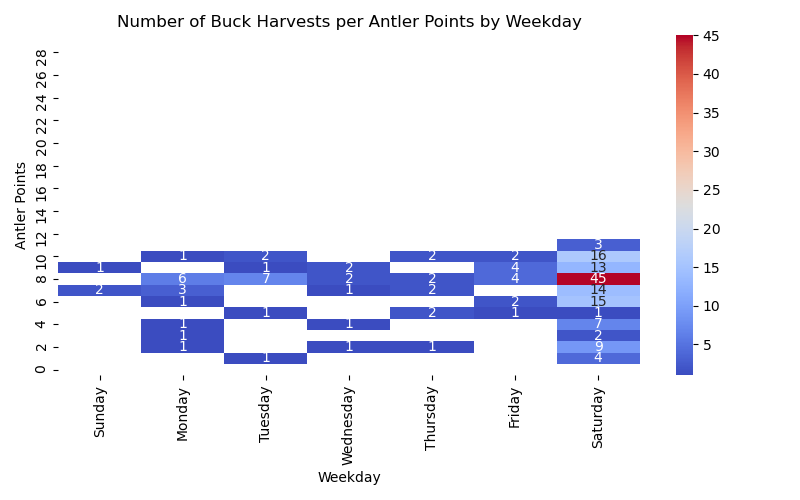 Number of Buck Harvests per Antler Points by Weekday
Antler Points
28
26
24
22
20
18
16
14
12
10
8
6
4
2
0
3
1 2 2 2 16
1 1 2 4 13
6 7 2 2 4 45
2 3 1 2 14
1 2 15
1 2 1 1
1 1 7
1 2
1 1 1 9
1 4
Sunday Monday Tuesday Wednesday Thursday Friday Saturday
Weekday
45
40
35
30
25
20
15
10
5